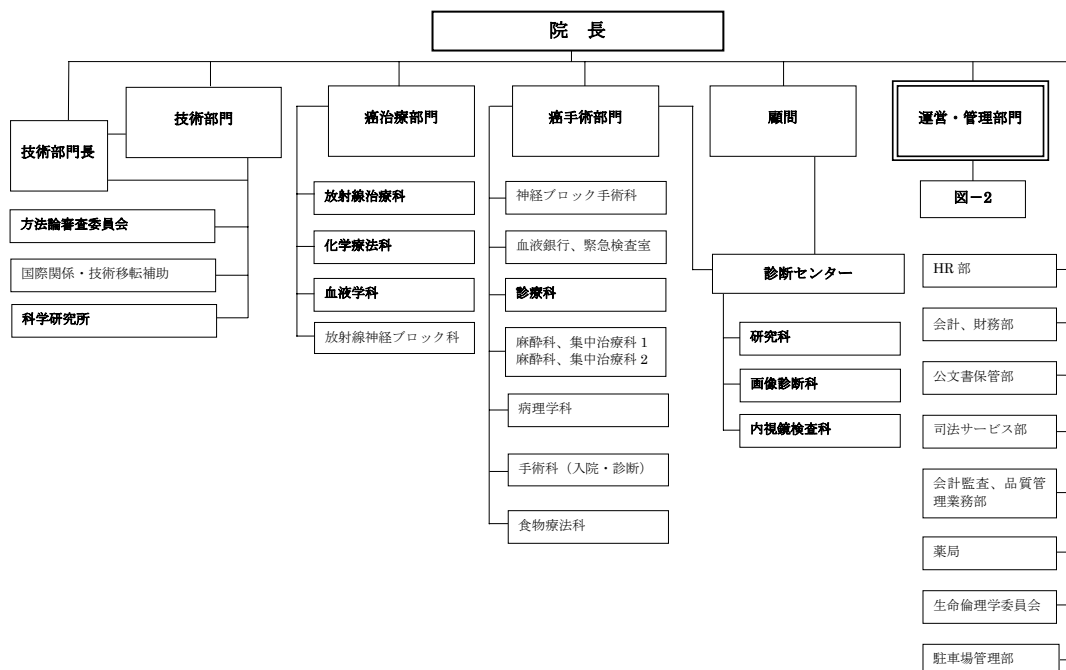 院 長
技術部門長
技術部門
癌治療部門
癌手術部門
顧問
運営・管理部門
図－2
方法論審査委員会
国際関係・技術移転補助
科学研究所
放射線治療科
化学療法科
血液学科
放射線神経ブロック科
神経ブロック手術科
血液銀行、緊急検査室
診療科
麻酔科、集中治療科 1
麻酔科、集中治療科 2
病理学科
手術科（入院・診断）
食物療法科
診断センター
研究科
画像診断科
内視鏡検査科
HR 部
会計、財務部
公文書保管部
司法サービス部
会計監査、品質管
理業務部
薬局
生命倫理学委員会
駐車場管理部